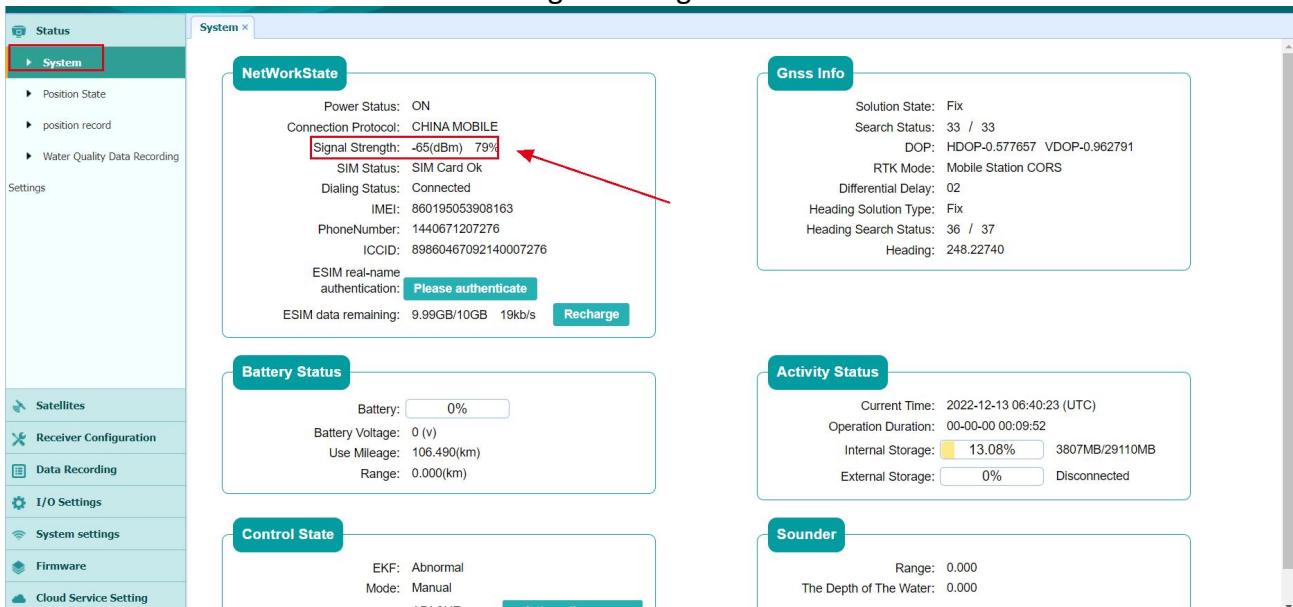 Status
System
Position State
position record
Water Quality Data Recording
Settings
Satellites
Receiver Configuration
Data Recording
I/O Settings
System settings
Firmware
Cloud Service Setting
System ×
NetWorkState
Power Status: ON
Connection Protocol: CHINA MOBILE
Signal Strength: -65(dBm) 79%
SIM Status: SIM Card Ok
Dialing Status: Connected
IMEI: 860195053908163
PhoneNumber: 1440671207276
ICCID: 89860467092140007276
ESIM real-name
authentication: Please authenticate
ESIM data remaining: 9.99GB/10GB 19kb/s Recharge
Gnss Info
Solution State: Fix
Search Status: 33 / 33
DOP: HDOP-0.577657 VDOP-0.962791
RTK Mode: Mobile Station CORS
Differential Delay: 02
Heading Solution Type: Fix
Heading Search Status: 36 / 37
Heading: 248.22740
Battery Status
Battery: 0%
Battery Voltage: 0 (v)
Use Mileage: 106.490(km)
Range: 0.000(km)
Activity Status
Current Time: 2022-12-13 06:40:23 (UTC)
Operation Duration: 00-00-00 00:09:52
Internal Storage: 13.08% 3807MB/29110MB
External Storage: 0% Disconnected
Control State
EKF: Abnormal
Mode: Manual
Sounder
Range: 0.000
The Depth of The Water: 0.000